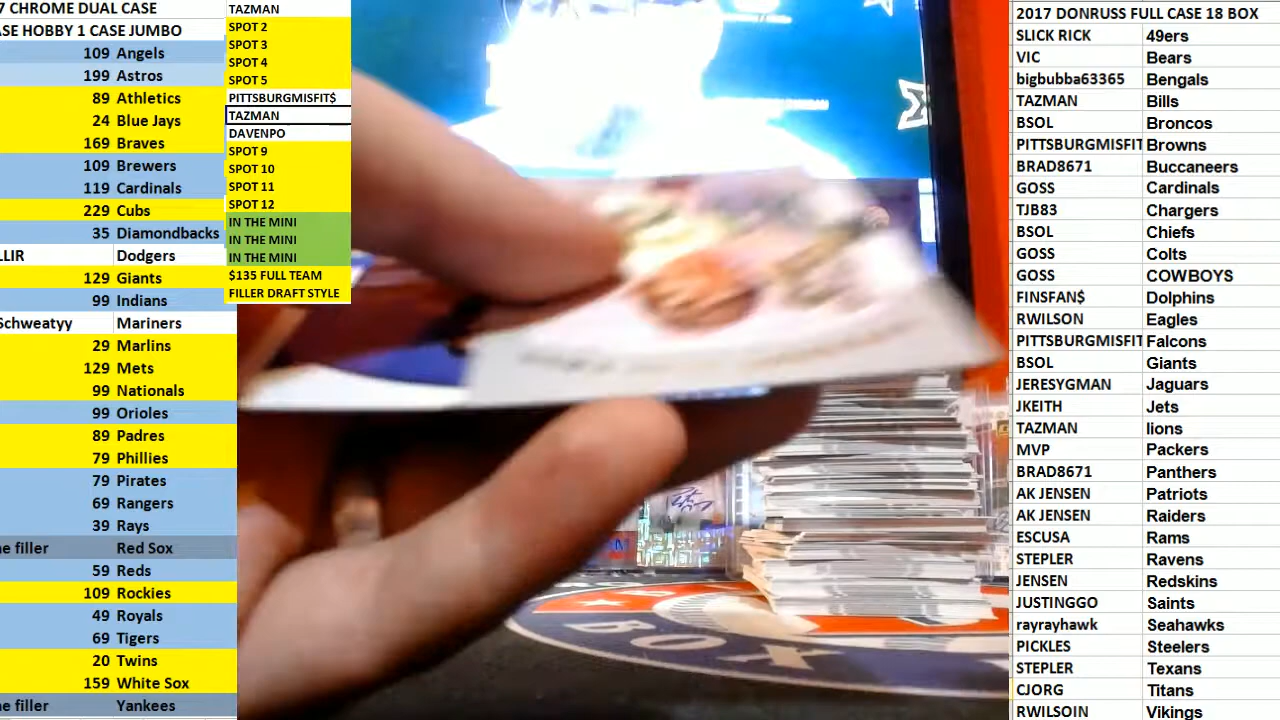 7 CHROME DUAL CASE
ASE HOBBY 1 CASE JUMBO
109 Angels
199 Astros
89 Athletics
24 Blue Jays
169 Braves
109 Brewers
119 Cardinals
229 Cubs
35 Diamondbacks
LLIR Dodgers
129 Giants
99 Indians
Schweatyy Mariners
29 Marlins
129 Mets
99 Nationals
99 Orioles
89 Padres
79 Phillies
79 Pirates
69 Rangers
39 Rays
ne filler Red Sox
59 Reds
109 Rockies
49 Royals
69 Tigers
20 Twins
159 White Sox
ne filler Yankees
TAZMAN
SPOT 2
SPOT 3
SPOT 4
SPOT 5
PITTSBURGMISFIT$
TAZMAN
DAVENPO
SPOT 9
SPOT 10
SPOT 11
SPOT 12
IN THE MINI
IN THE MINI
IN THE MINI
$135 FULL TEAM
FILLER DRAFT STYLE
BOX
2017 DONRUSS FULL CASE 18 BOX
SLICK RICK 49ers
VIC Bears
bigbubba63365 Bengals
TAZMAN Bills
BSOL Broncos
PITTSBURGMISFIT Browns
BRAD8671 Buccaneers
GOSS Cardinals
TJB83 Chargers
BSOL Chiefs
GOSS Colts
GOSS COWBOYS
FINSFAN$ Dolphins
RWILSON Eagles
PITTSBURGMISFIT Falcons
BSOL Giants
JERESYGMAN Jaguars
JKEITH Jets
TAZMAN lions
MVP Packers
BRAD8671 Panthers
AK JENSEN Patriots
AK JENSEN Raiders
ESCUSA Rams
STEPLER Ravens
JENSEN Redskins
JUSTINGGO Saints
rayrayhawk Seahawks
PICKLES Steelers
STEPLER Texans
CJORG Titans
RWILSOIN Vikings